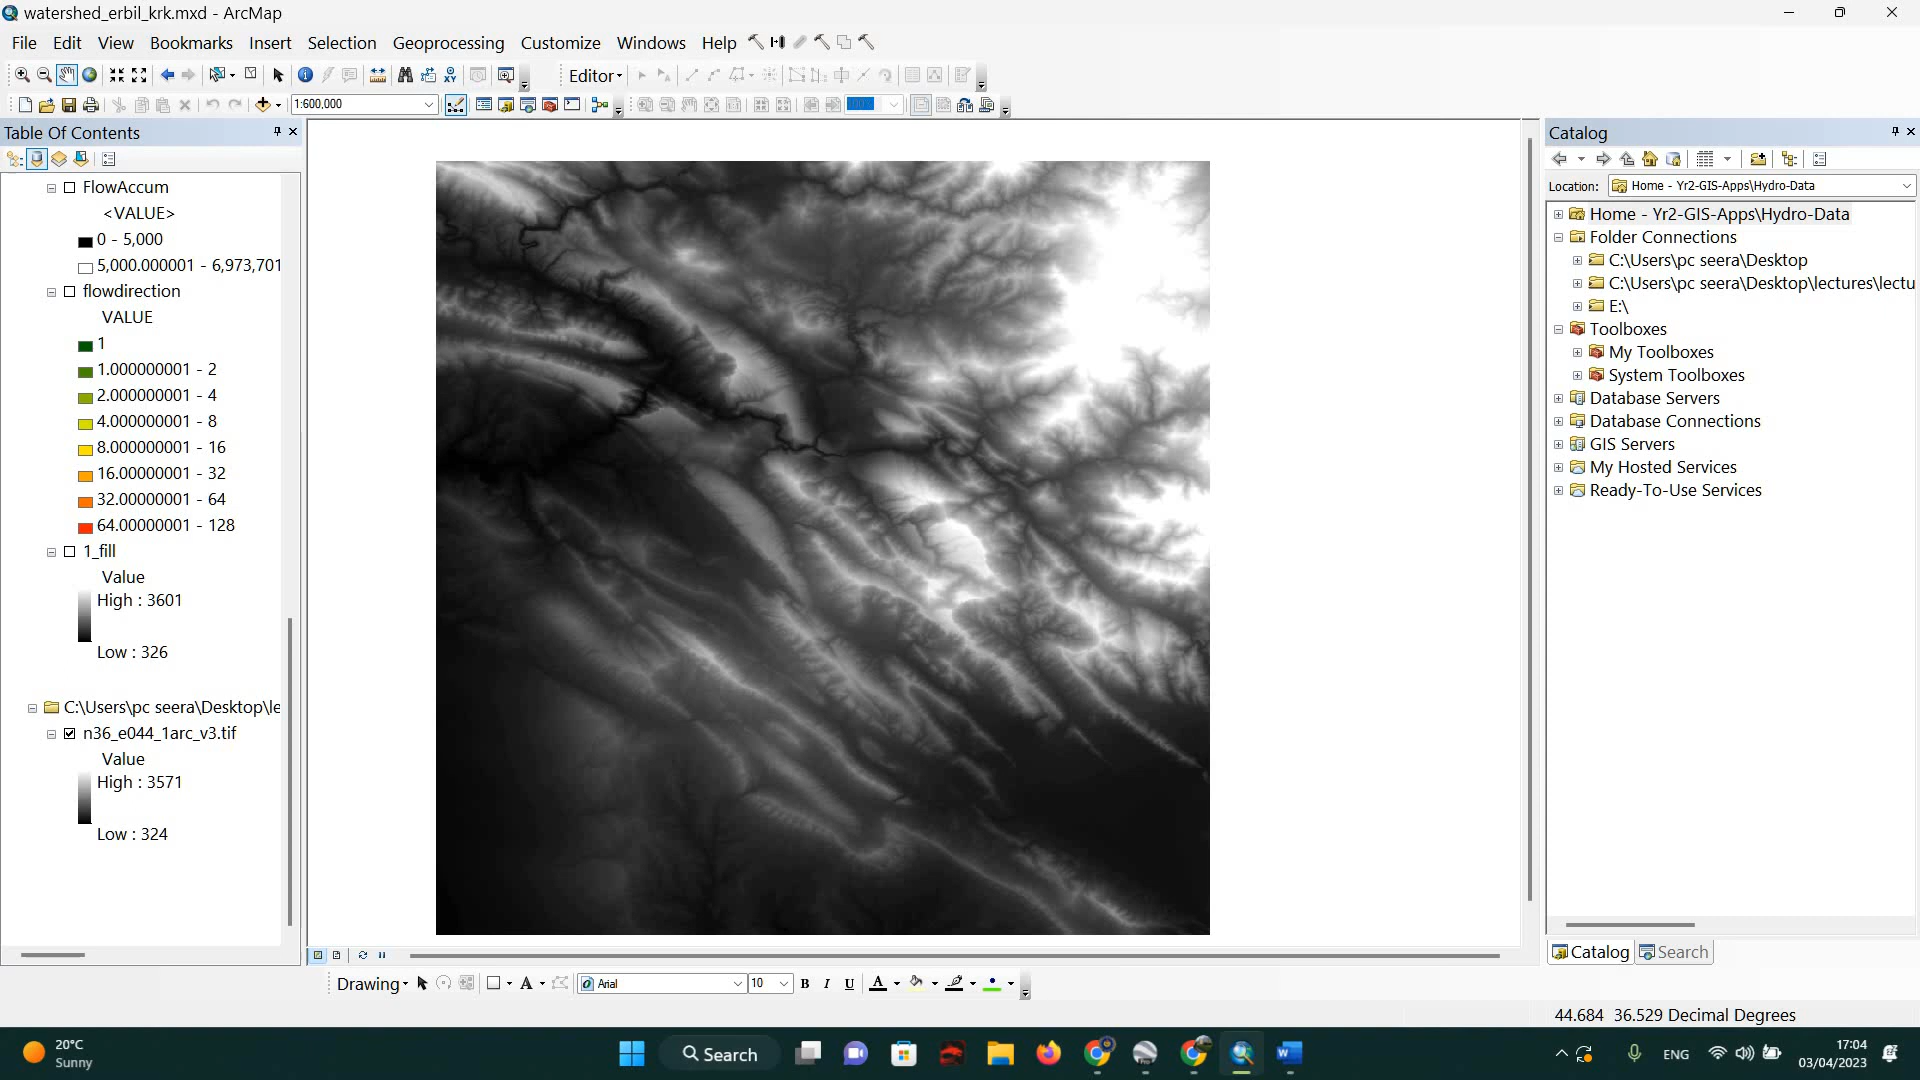 watershed_erbil_krk.mxd - ArcMap
File Edit View Bookmarks Insert Selection Geoprocessing Customize Windows Help
Editor
1:600,000
100%
Table Of Contents
FlowAccum
<VALUE>
0 - 5,000
5,000.000001 - 6,973,701
flowdirection
VALUE
1
1.000000001 - 2
2.000000001 - 4
4.000000001 - 8
8.000000001 - 16
16.00000001 - 32
32.00000001 - 64
64.00000001 - 128
1_fill
Value
High : 3601
Low : 326
C:\Users\pc seera\Desktop\le
n36_e044_1arc_v3.tif
Value
High : 3571
Low : 324
Catalog
Location: Home - Yr2-GIS-Apps\Hydro-Data
Home - Yr2-GIS-Apps\Hydro-Data
Folder Connections
C:\Users\pc seera\Desktop
C:\Users\pc seera\Desktop\lectures\lectu
E:\
Toolboxes
My Toolboxes
System Toolboxes
Database Servers
Database Connections
GIS Servers
My Hosted Services
Ready-To-Use Services
Catalog Search
Drawing A Arial 10 B I U A
44.684 36.529 Decimal Degrees
20°C
Sunny
Search
ENG
17:04
03/04/2023